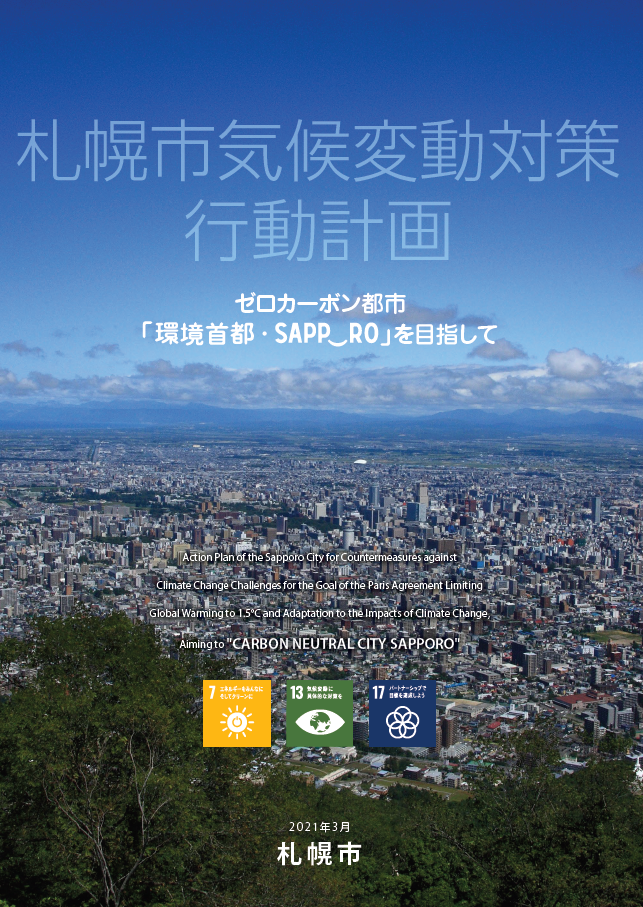 札幌市気候変動対策
行動計画
ゼロカーボン都市
「環境首都・SAPP‿RO」を目指して
Action Plan of the Sapporo City for Countermeasures against
Climate Change Challenges for the Goal of the Paris Agreement Limiting
Global Warming to 1.5°C and Adaptation to the Impacts of Climate Change,
Aiming to "CARBON NEUTRAL CITY SAPPORO"
7 エネルギーをみんなに
そしてクリーンに
13 気候変動に
具体的な対策を
17 パートナーシップで
目標を達成しよう
2021年3月
札幌市